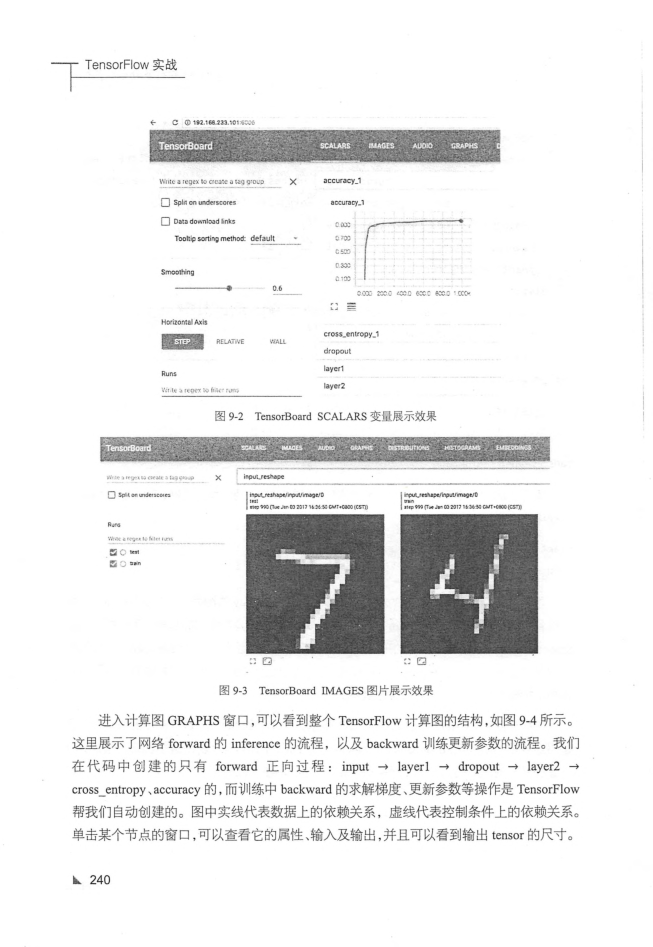 TensorFlow 实战
← C ① 192.168.233.101:6006
TensorBoard SCALARS IMAGES AUDIO GRAPHS
Write a regex to create a tag group ×
Split on underscores
Data download links
Tooltip sorting method: default
Smoothing
0.6
Horizontal Axis
STEP RELATIVE WALL
Runs
Write a regex to filter runs
accuracy_1
accuracy_1
0.900
0.700
0.500
0.300
0.100
0.000 200.0 400.0 600.0 800.0 1.000k
cross_entropy_1
dropout
layer1
layer2
图 9-2 TensorBoard SCALARS 变量展示效果
TensorBoard SCALARS IMAGES AUDIO GRAPHS DISTRIBUTIONS HISTOGRAMS EMBEDDINGS
Write a regex to create a tag group ×
Split on underscores
Runs
Write a regex to filter runs
test
train
input_reshape
input_reshape/input/image/0
test
step 990 (Tue Jan 03 2017 16:36:50 GMT+0800 (CST))
input_reshape/input/image/0
train
step 999 (Tue Jan 03 2017 16:36:50 GMT+0800 (CST))
图 9-3 TensorBoard IMAGES 图片展示效果
进入计算图 GRAPHS 窗口，可以看到整个 TensorFlow 计算图的结构，如图 9-4 所示。
这里展示了网络 forward 的 inference 的流程，以及 backward 训练更新参数的流程。我们
在代码中创建的只有 forward 正向过程：input → layer1 → dropout → layer2 →
cross_entropy、accuracy 的，而训练中 backward 的求解梯度、更新参数等操作是 TensorFlow
帮我们自动创建的。图中实线代表数据上的依赖关系，虚线代表控制条件上的依赖关系。
单击某个节点的窗口，可以查看它的属性、输入及输出，并且可以看到输出 tensor 的尺寸。
240